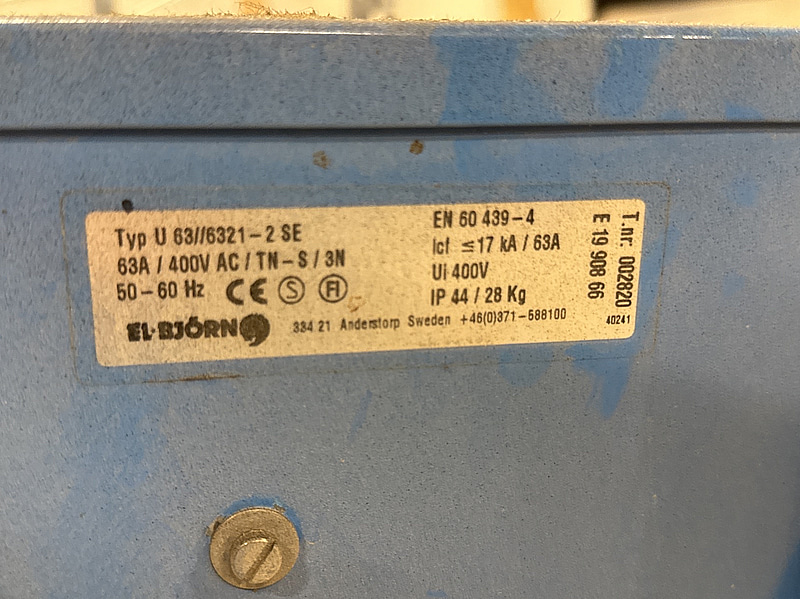 Typ U 63//6321-2 SE
63A / 400V AC / TN-S / 3N
50-60 Hz CE S FI
EL-BJÖRN
EN 60 439-4
Icf ≤17 kA / 63A
Ui 400V
IP 44 / 28 Kg
334 21 Anderstorp Sweden +46(0)371-588100
T.nr. 002820
E 19 908 66
40241